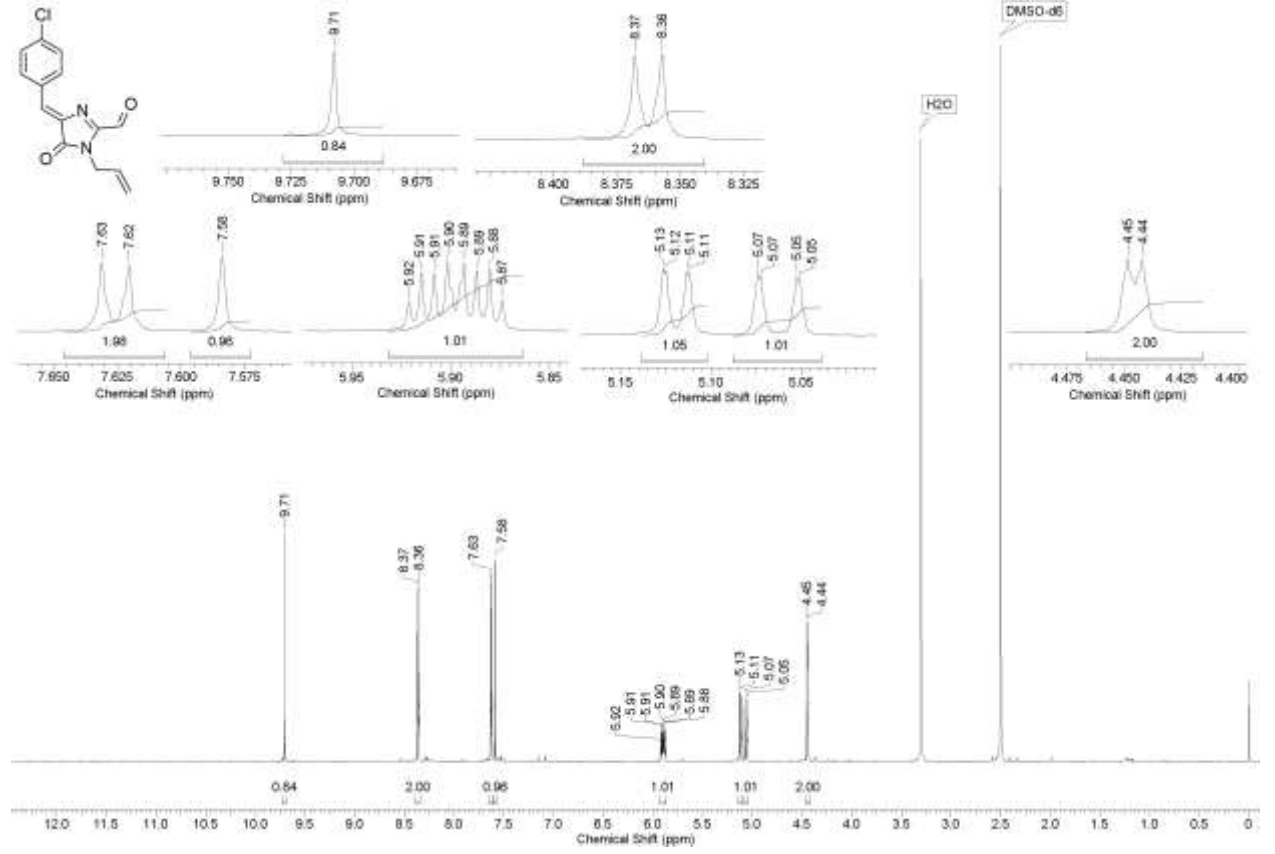 Cl
N
O
O
N
9.71
0.84
9.750 9.725 9.700 9.675
Chemical Shift (ppm)
8.37
8.36
2.00
8.400 8.375 8.350 8.325
Chemical Shift (ppm)
DMSO-d6
H2O
7.63
7.62
7.58
1.98
0.96
7.650 7.625 7.600 7.575
Chemical Shift (ppm)
5.92
5.91
5.91
5.90
5.89
5.89
5.88
5.87
1.01
5.95 5.90 5.85
Chemical Shift (ppm)
5.13
5.12
5.11
5.11
5.07
5.07
5.05
5.05
1.05
1.01
5.15 5.10 5.05
Chemical Shift (ppm)
4.45
4.44
2.00
4.475 4.450 4.425 4.400
Chemical Shift (ppm)
9.71
8.37
8.36
7.63
7.58
5.92
5.91
5.91
5.90
5.89
5.89
5.88
5.13
5.11
5.07
5.05
4.45
4.44
0.84 2.00 0.96 1.01 1.01 2.00
12.0 11.5 11.0 10.5 10.0 9.5 9.0 8.5 8.0 7.5 7.0 6.5 6.0 5.5 5.0 4.5 4.0 3.5 3.0 2.5 2.0 1.5 1.0 0.5 0
Chemical Shift (ppm)